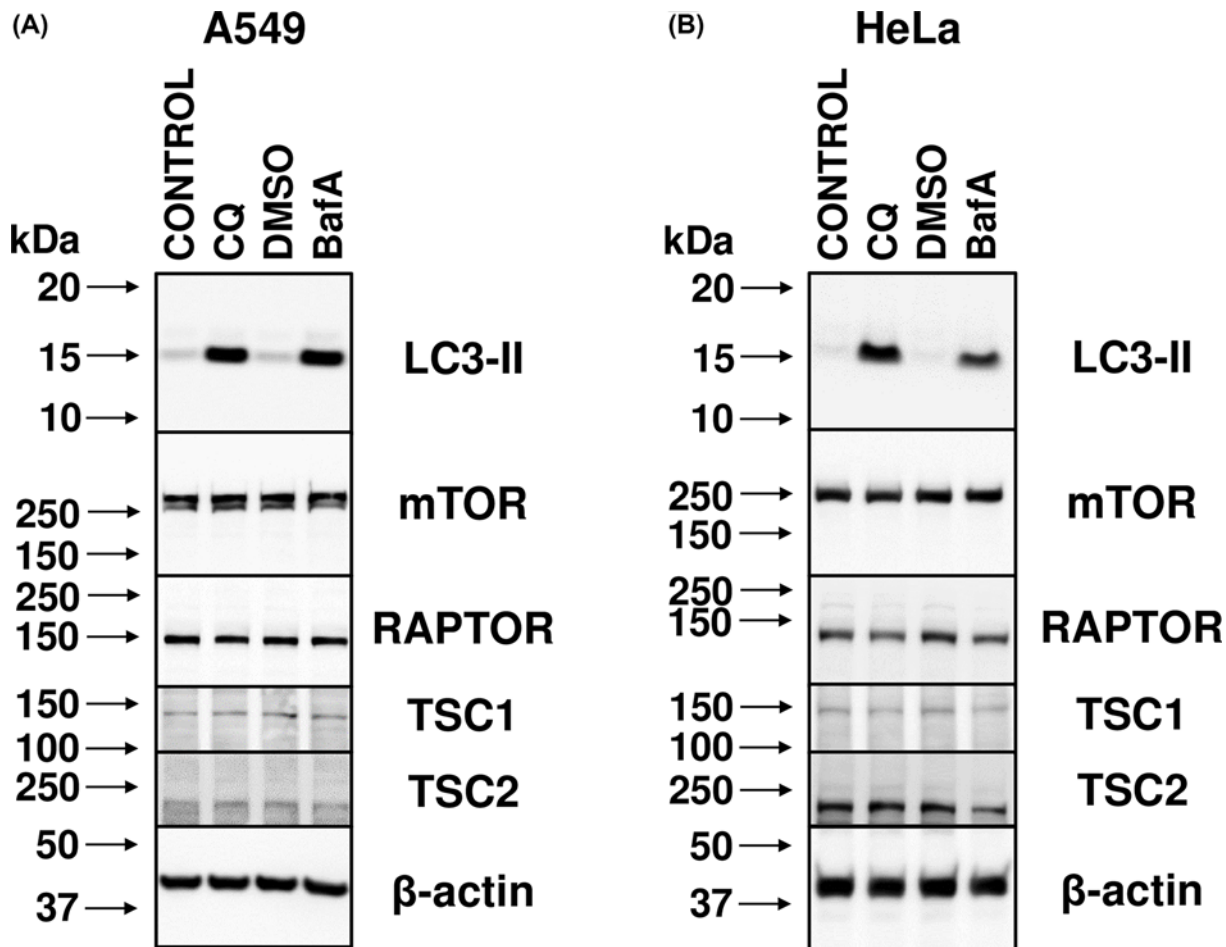 (A) A549
CONTROL
CQ
DMSO
BafA
kDa
20
15
10
LC3-II
250
150
mTOR
250
150
RAPTOR
150
100
TSC1
250
TSC2
50
37
β-actin
(B) HeLa
CONTROL
CQ
DMSO
BafA
kDa
20
15
10
LC3-II
250
150
mTOR
250
150
RAPTOR
150
100
TSC1
250
TSC2
50
37
β-actin